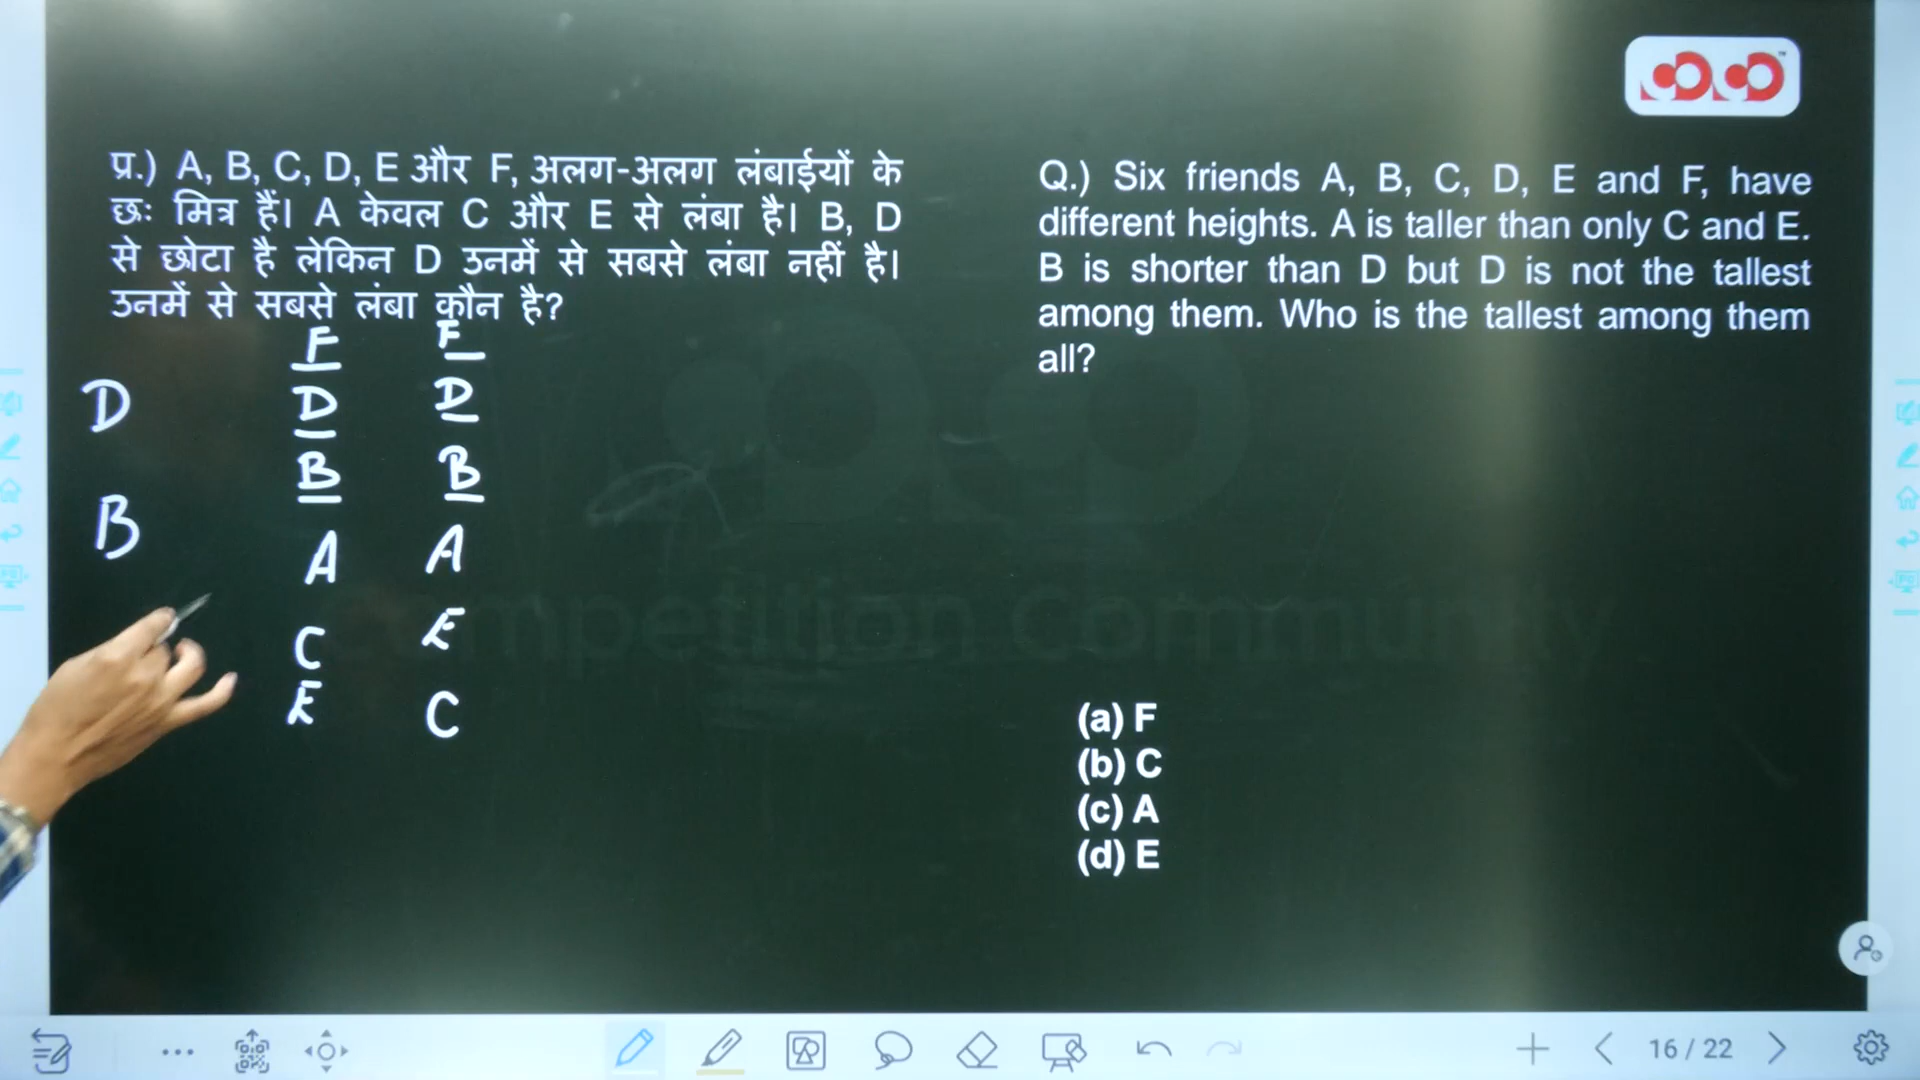 प्र.) A, B, C, D, E और F, अलग-अलग लंबाईयों के
छः मित्र हैं। A केवल C और E से लंबा है। B, D
से छोटा है लेकिन D उनमें से सबसे लंबा नहीं है।
उनमें से सबसे लंबा कौन है?
F F
D D D
B B
B
A A
C E
E C
Q.) Six friends A, B, C, D, E and F, have
different heights. A is taller than only C and E.
B is shorter than D but D is not the tallest
among them. Who is the tallest among them
all?
(a) F
(b) C
(c) A
(d) E
Competition Community
16 / 22